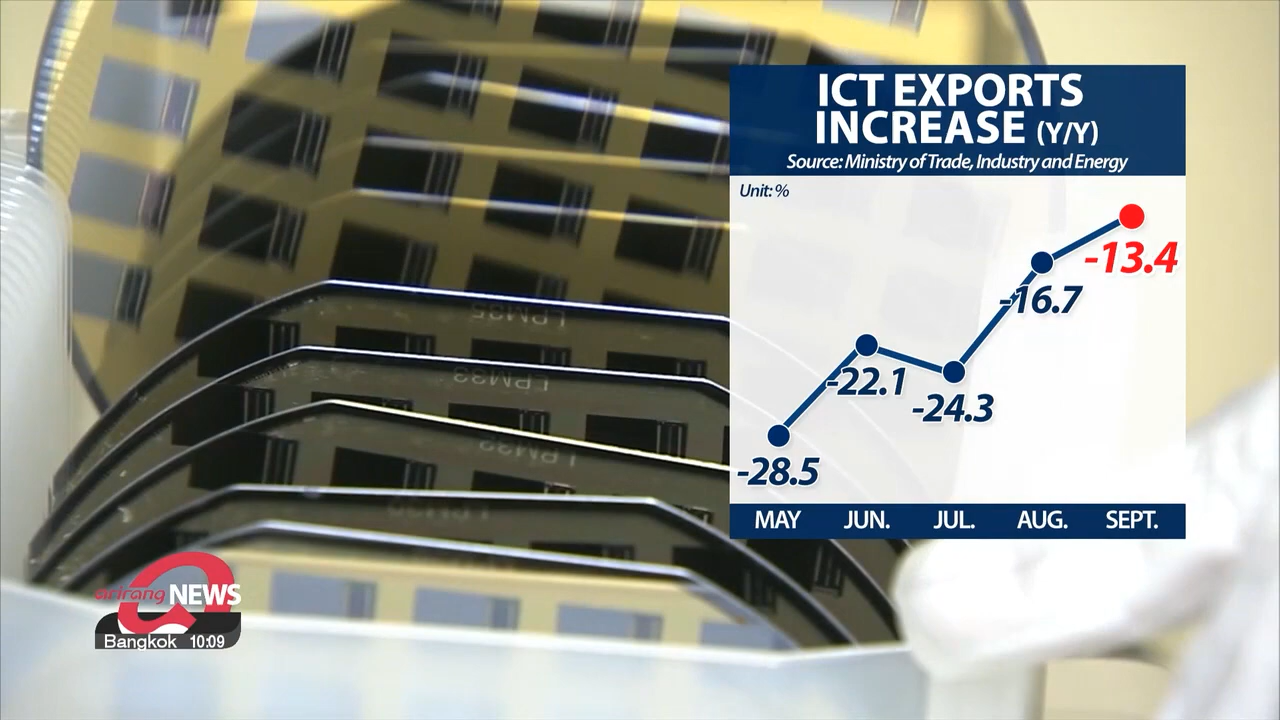 ICT EXPORTS
INCREASE (Y/Y)
Source: Ministry of Trade, Industry and Energy
Unit: %
-13.4
-16.7
-22.1
-24.3
-28.5
MAY JUN. JUL. AUG. SEPT.
arirang NEWS
Bangkok 10:09